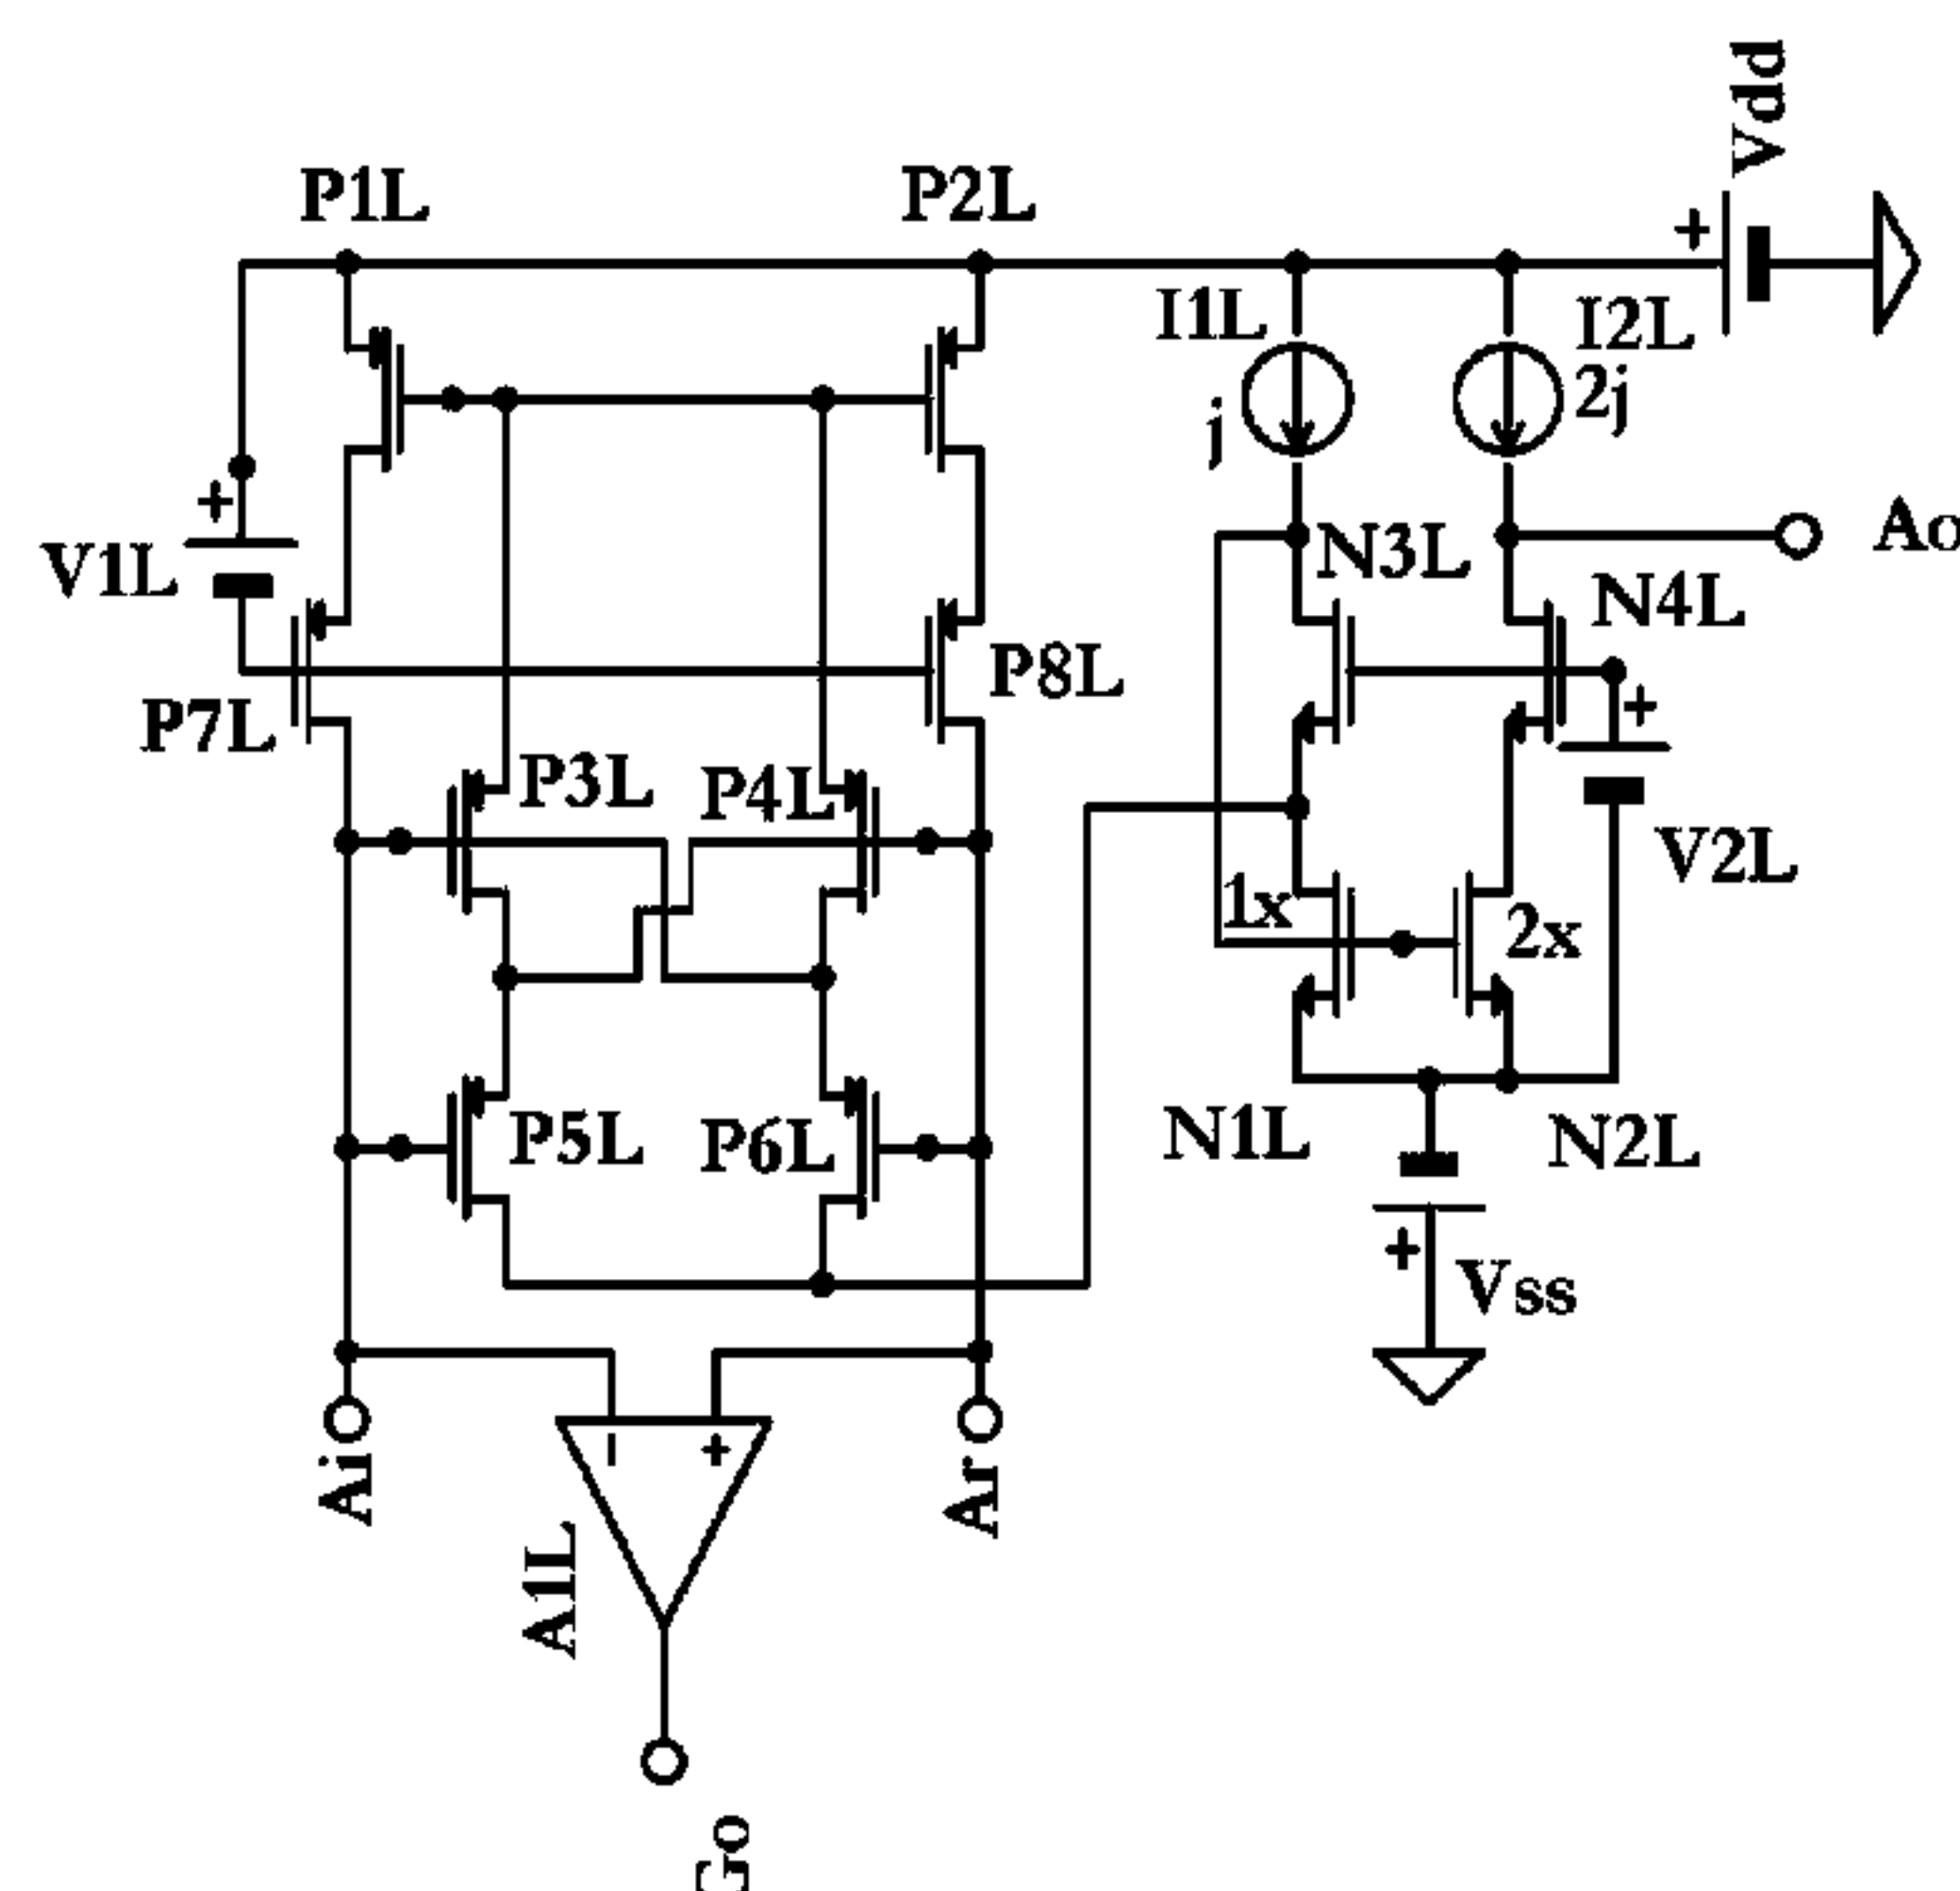 Vdd
P1L
P2L
+
I1L
I2L
2j
j
+
V1L
N3L
Ao
N4L
P8L
+
P7L
P3L
P4L
V2L
1x
2x
P5L
P6L
N1L
N2L
+
Vss
Ai
Ar
-
+
A1L
Go